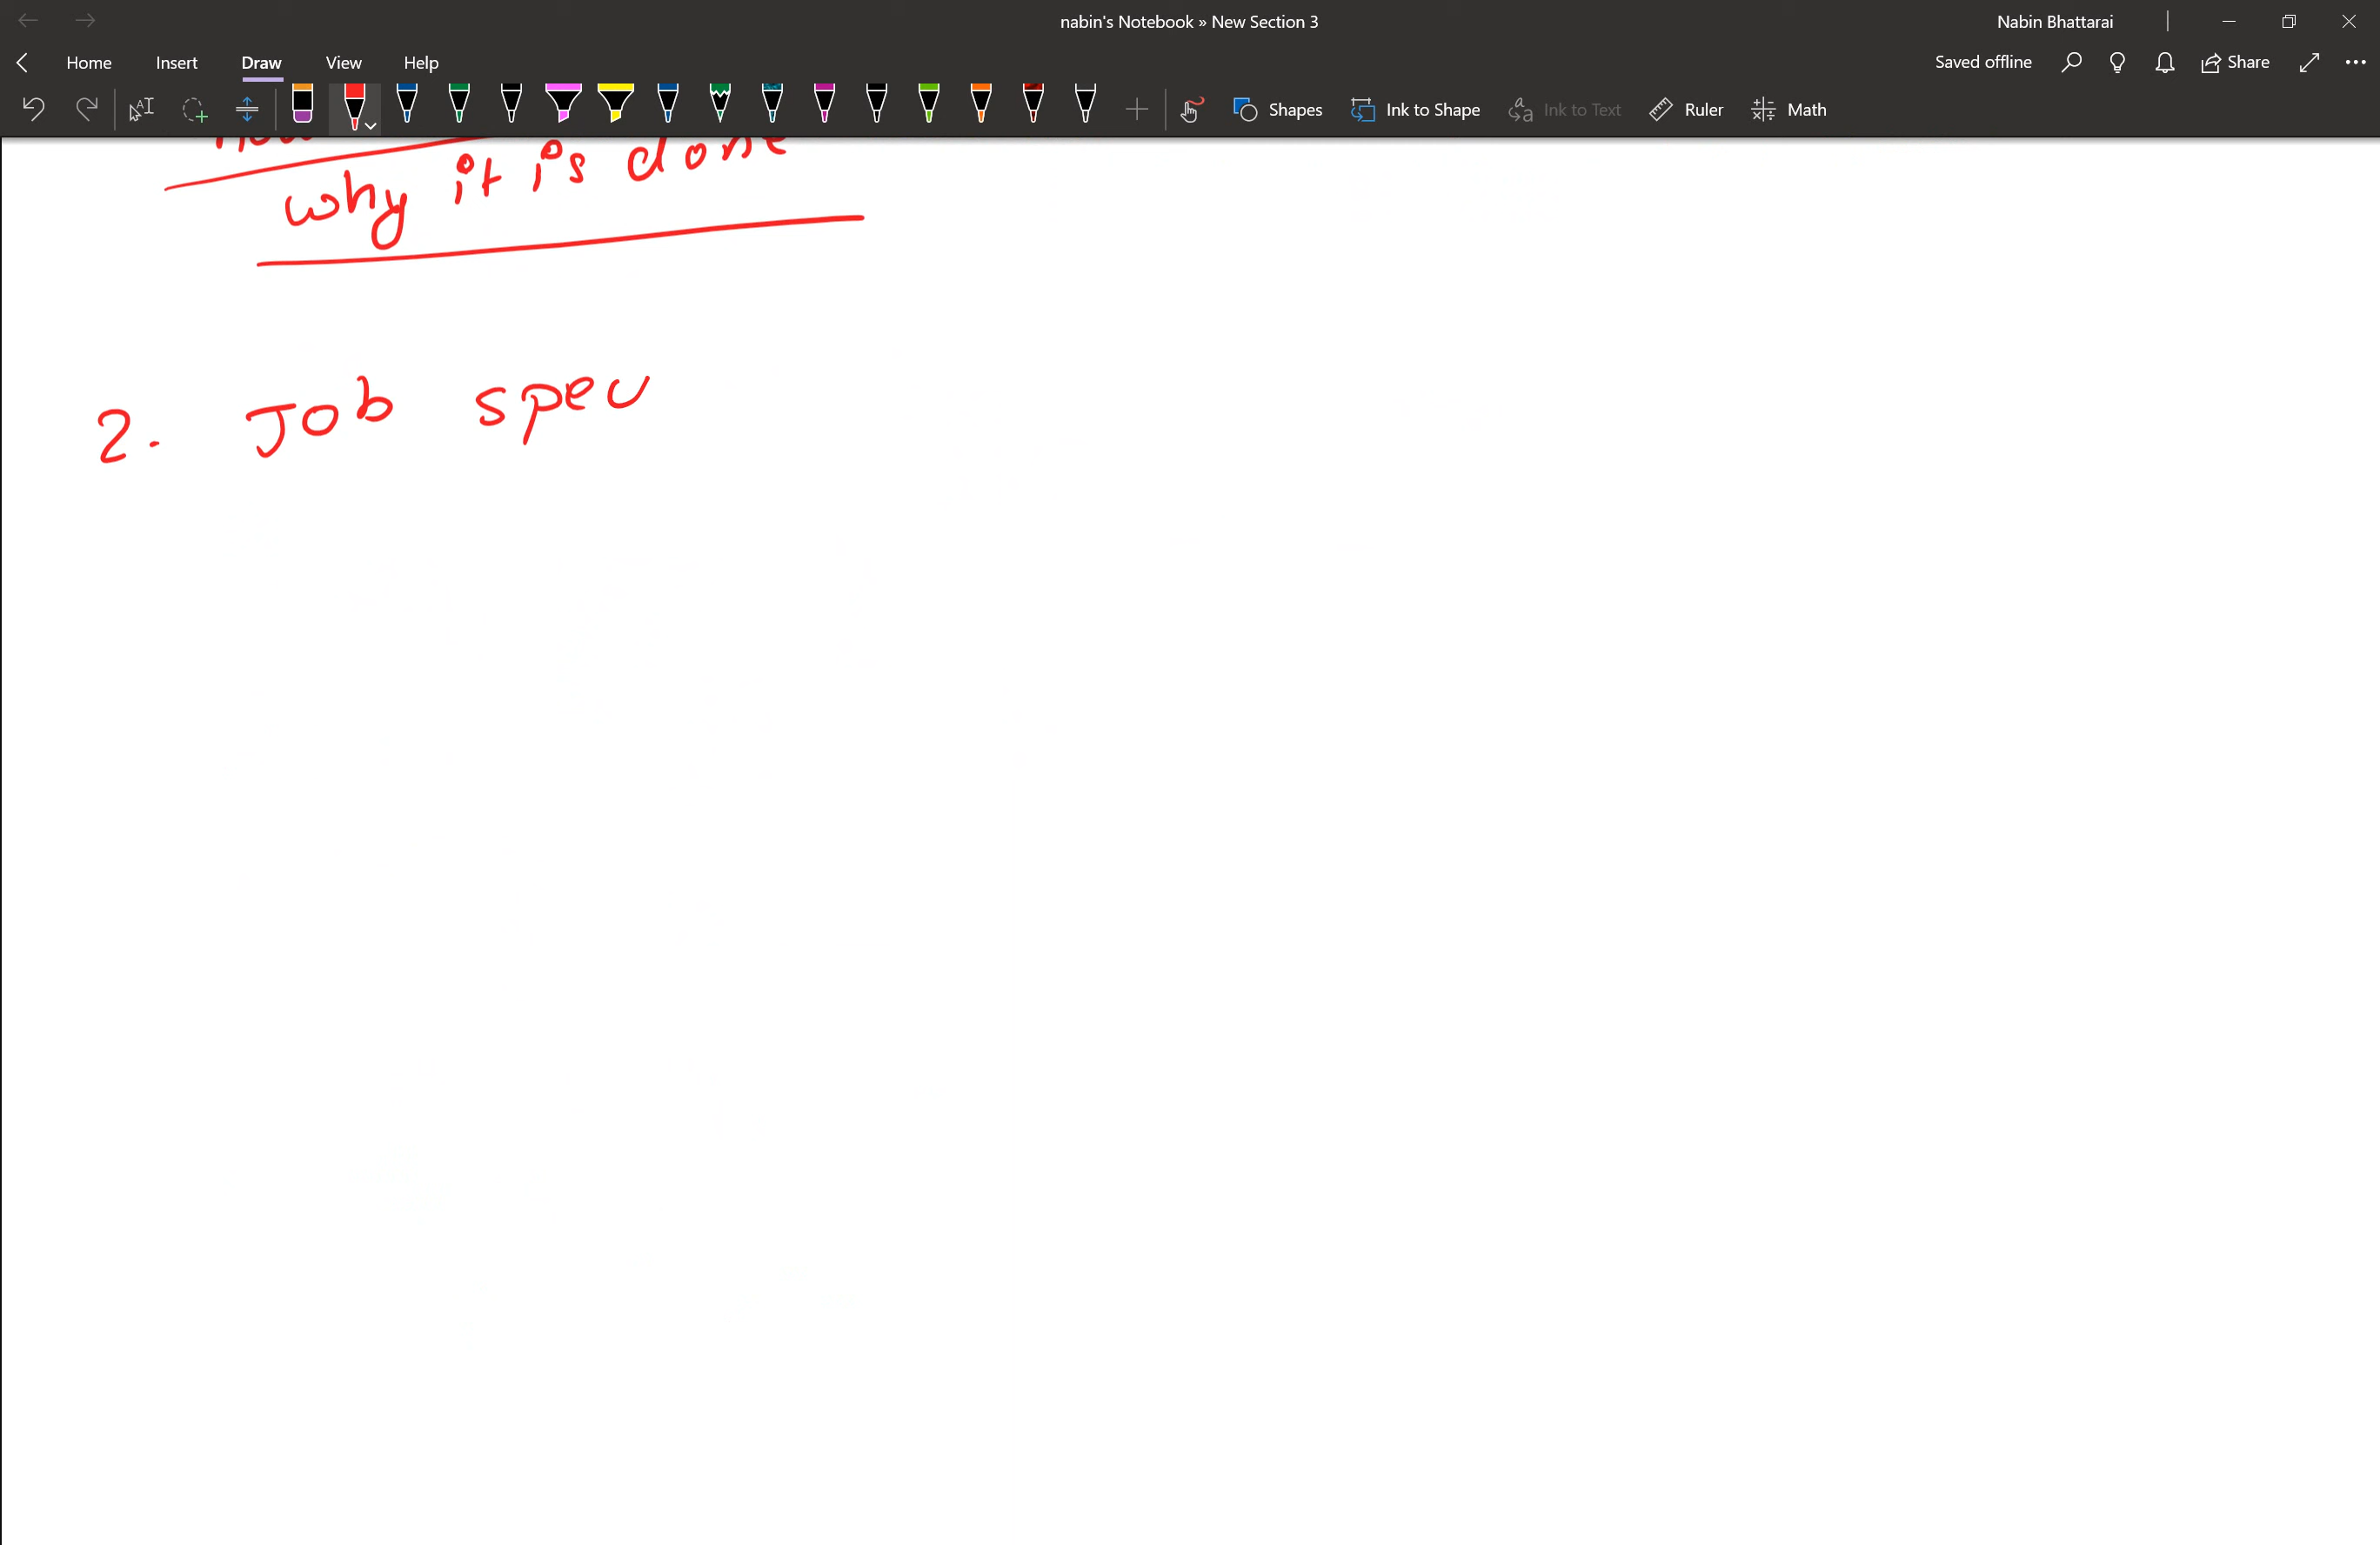 nabin's Notebook » New Section 3
Nabin Bhattarai
Home Insert Draw View Help
Saved offline
Share
Shapes Ink to Shape Ink to Text Ruler Math
why it is done
2. Job spec